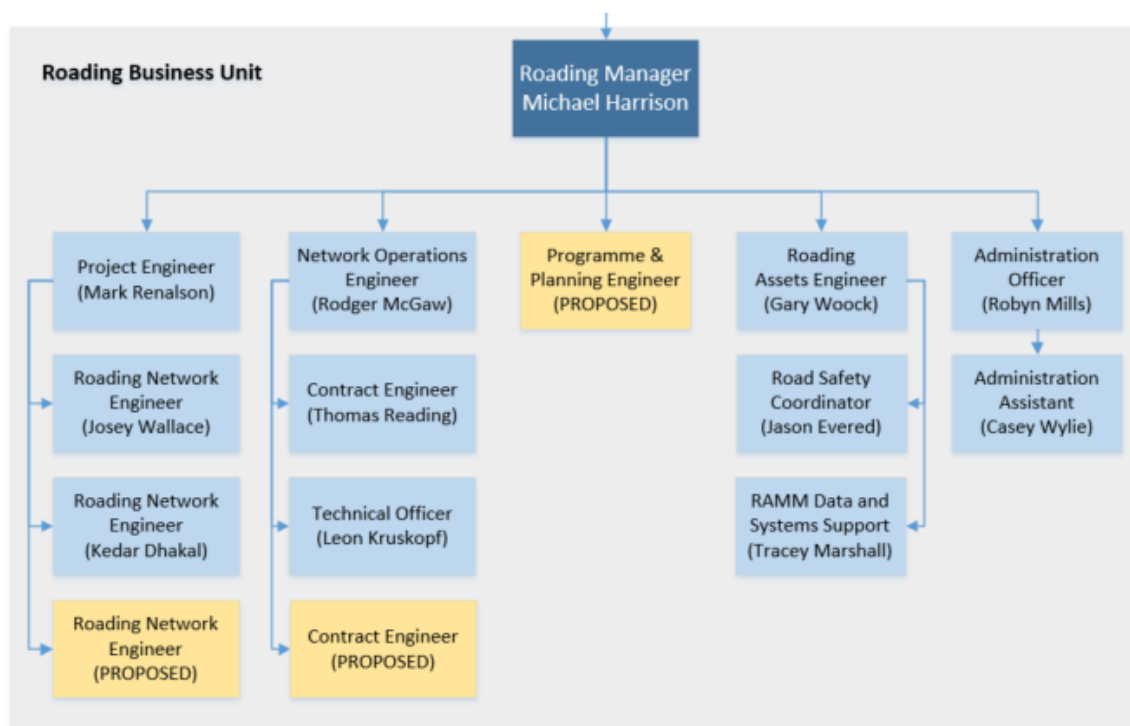 Roading Business Unit
Roading Manager
Michael Harrison
Project Engineer
(Mark Renalson)
Network Operations
Engineer
(Rodger McGaw)
Programme &
Planning Engineer
(PROPOSED)
Roading
Assets Engineer
(Gary Woock)
Administration
Officer
(Robyn Mills)
Roading Network
Engineer
(Josey Wallace)
Contract Engineer
(Thomas Reading)
Road Safety
Coordinator
(Jason Evered)
Administration
Assistant
(Casey Wylie)
Roading Network
Engineer
(Kedar Dhakal)
Technical Officer
(Leon Kruskopf)
RAMM Data and
Systems Support
(Tracey Marshall)
Roading Network
Engineer
(PROPOSED)
Contract Engineer
(PROPOSED)